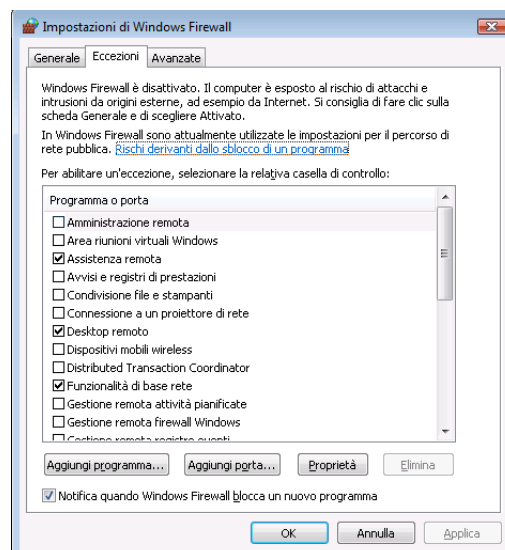 Impostazioni di Windows Firewall
Generale Eccezioni Avanzate
Windows Firewall è disattivato. Il computer è esposto al rischio di attacchi e
intrusioni da origini esterne, ad esempio da Internet. Si consiglia di fare clic sulla
scheda Generale e di scegliere Attivato.
In Windows Firewall sono attualmente utilizzate le impostazioni per il percorso di
rete pubblica. Rischi derivanti dallo sblocco di un programma
Per abilitare un'eccezione, selezionare la relativa casella di controllo:
Programma o porta
Amministrazione remota
Area riunioni virtuali Windows
Assistenza remota
Avvisi e registri di prestazioni
Condivisione file e stampanti
Connessione a un proiettore di rete
Desktop remoto
Dispositivi mobili wireless
Distributed Transaction Coordinator
Funzionalità di base rete
Gestione remota attività pianificate
Gestione remota firewall Windows
Gestione remota registro eventi
Aggiungi programma... Aggiungi porta... Proprietà Elimina
Notifica quando Windows Firewall blocca un nuovo programma
OK Annulla Applica